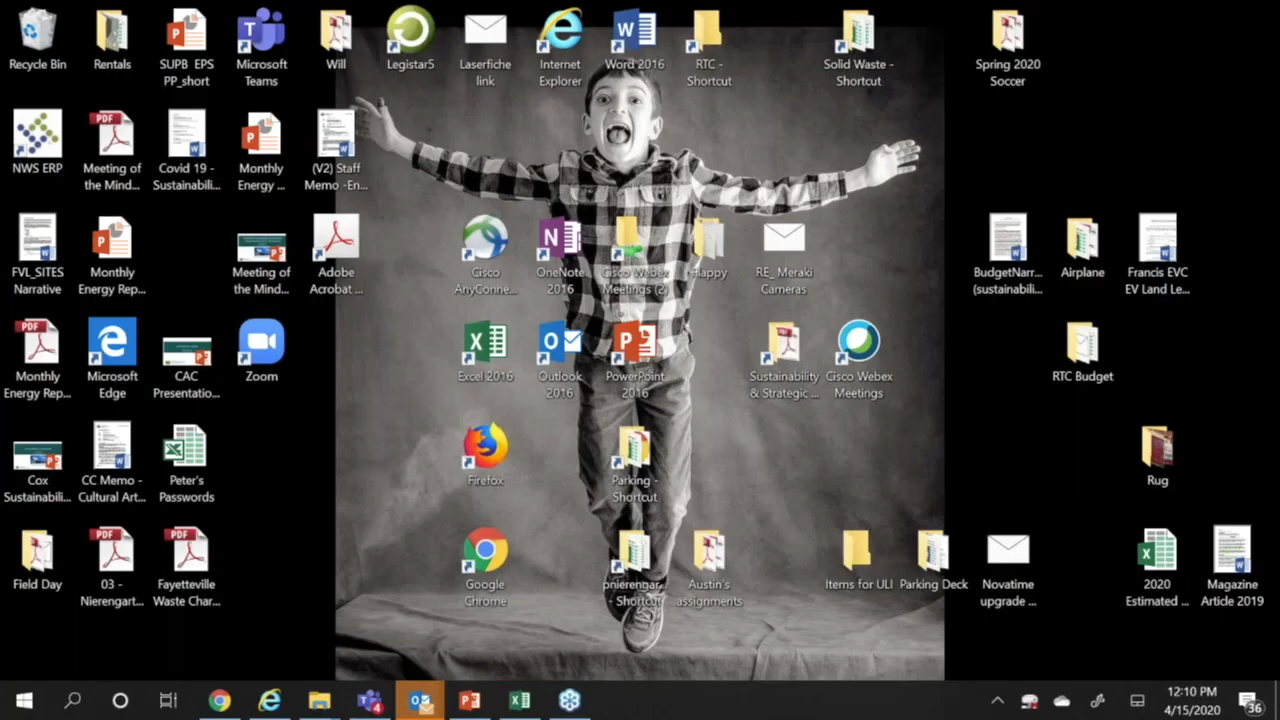 Recycle Bin
Rentals
SUPB_EPS
PP_short
Microsoft
Teams
Will
Legistar5
Laserfiche
link
Internet
Explorer
Word 2016
RTC -
Shortcut
Solid Waste -
Shortcut
Spring 2020
Soccer
NWS ERP
Meeting of
the Mind...
Covid 19 -
Sustainabili...
Monthly
Energy ...
(V2) Staff
Memo -En...
FVL_SITES
Narrative
Monthly
Energy Rep...
Meeting of
the Mind...
Adobe
Acrobat ...
Cisco
AnyConne...
OneNote
2016
Cisco Webex
Meetings (2)
Happy
RE_ Meraki
Cameras
BudgetNarr...
(sustainabili...
Airplane
Francis EVC
EV Land Le...
Monthly
Energy Rep...
Microsoft
Edge
CAC
Presentatio...
Zoom
Excel 2016
Outlook
2016
PowerPoint
2016
Sustainability
& Strategic ...
Cisco Webex
Meetings
RTC Budget
Cox
Sustainabili...
CC Memo -
Cultural Art...
Peter's
Passwords
Firefox
Parking -
Shortcut
Rug
Field Day
03 -
Nierengart...
Fayetteville
Waste Char...
Google
Chrome
pnierengar...
- Shortcut
Austin's
assignments
Items for ULI
Parking Deck
Novatime
upgrade ...
2020
Estimated ...
Magazine
Article 2019
12:10 PM
4/15/2020
36